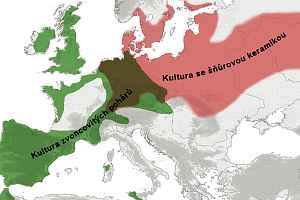 Kultura se šňůrovou keramikou
Kultura zvoncovitých pohárů